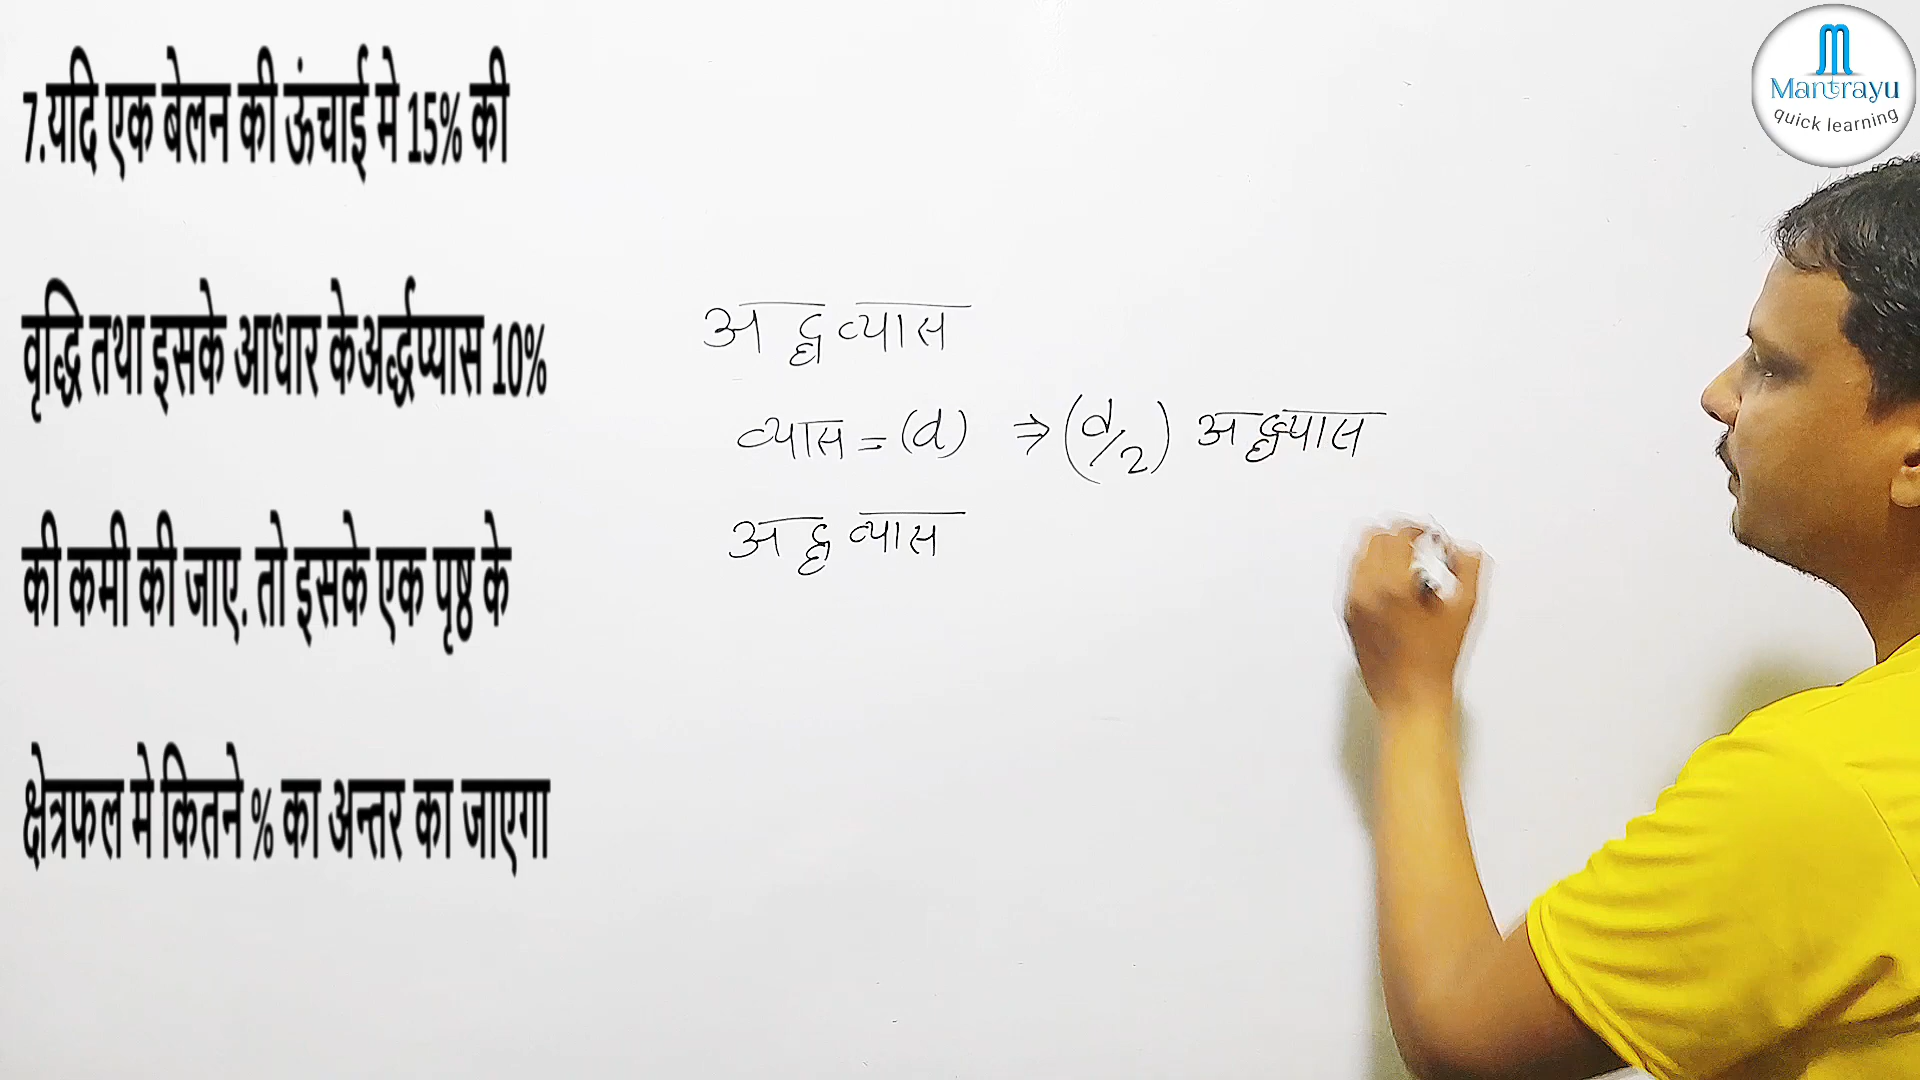 7.यदि एक बेलन की ऊंचाई मे 15% की
वृद्धि तथा इसके आधार केअर्द्धप्यास 10%
की कमी की जाए. तो इसके एक पृष्ठ के
क्षेत्रफल मे कितने % का अन्तर का जाएगा
अर्द्धव्यास
व्यास = (d) ⇒ (d/2) अर्द्धव्यास
अर्द्धव्यास
Mantrayu
quick learning